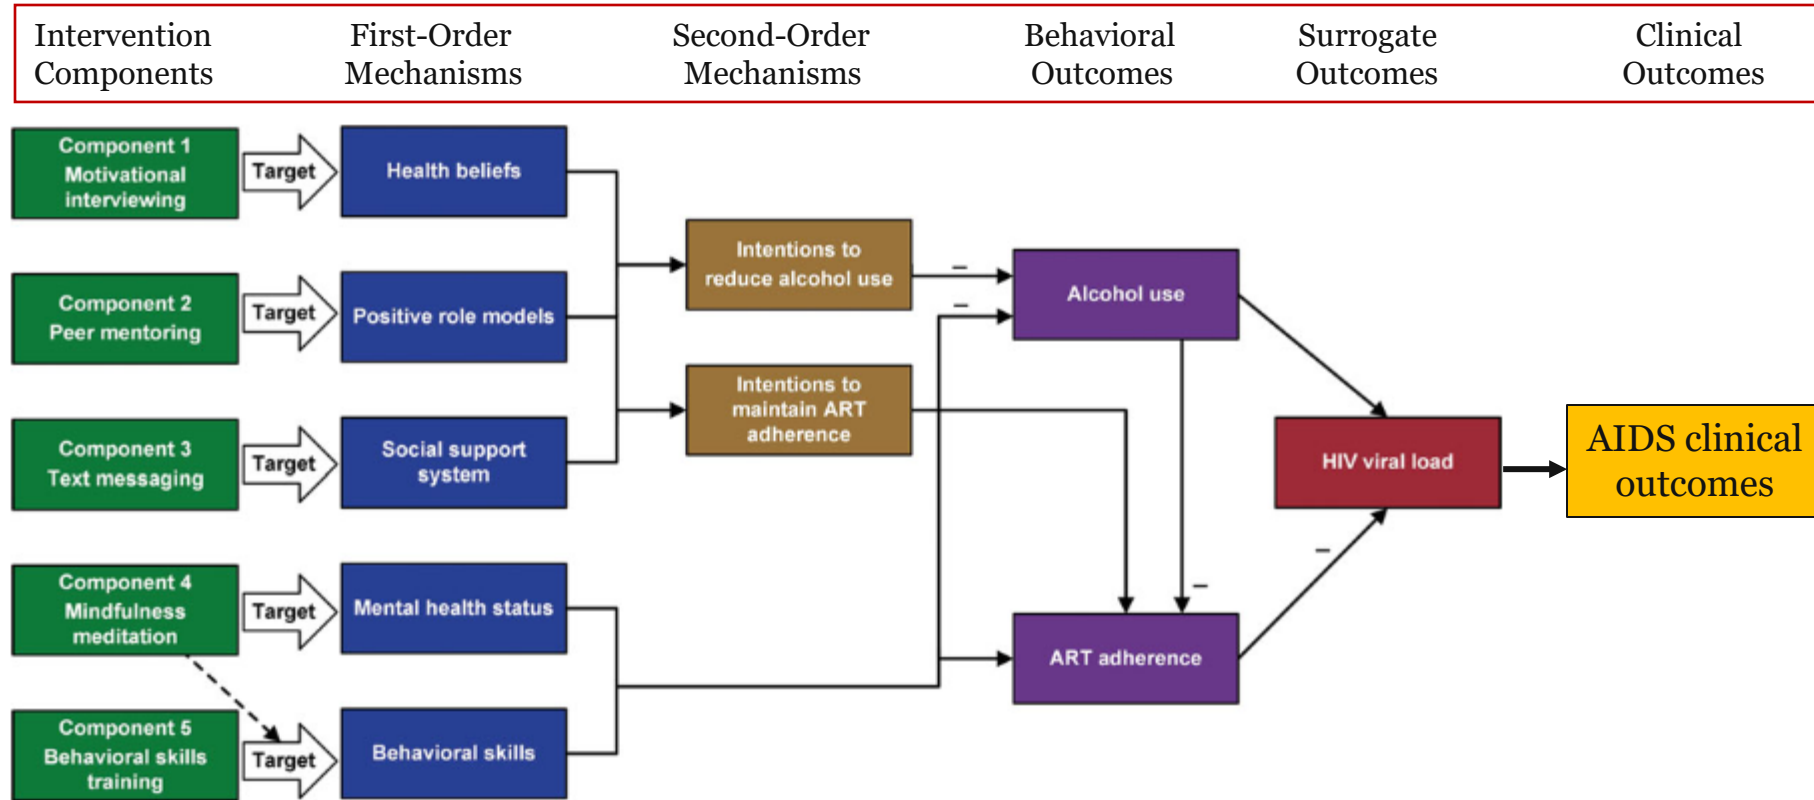 Intervention
Components
First-Order
Mechanisms
Second-Order
Mechanisms
Behavioral
Outcomes
Surrogate
Outcomes
Clinical
Outcomes
Component 1
Motivational
interviewing
Target
Health beliefs
Component 2
Peer mentoring
Target
Positive role models
Component 3
Text messaging
Target
Social support
system
Component 4
Mindfulness
meditation
Target
Mental health status
Component 5
Behavioral skills
training
Target
Behavioral skills
Intentions to
reduce alcohol use
Intentions to
maintain ART
adherence
–
–
Alcohol use
–
ART adherence
–
HIV viral load
AIDS clinical
outcomes